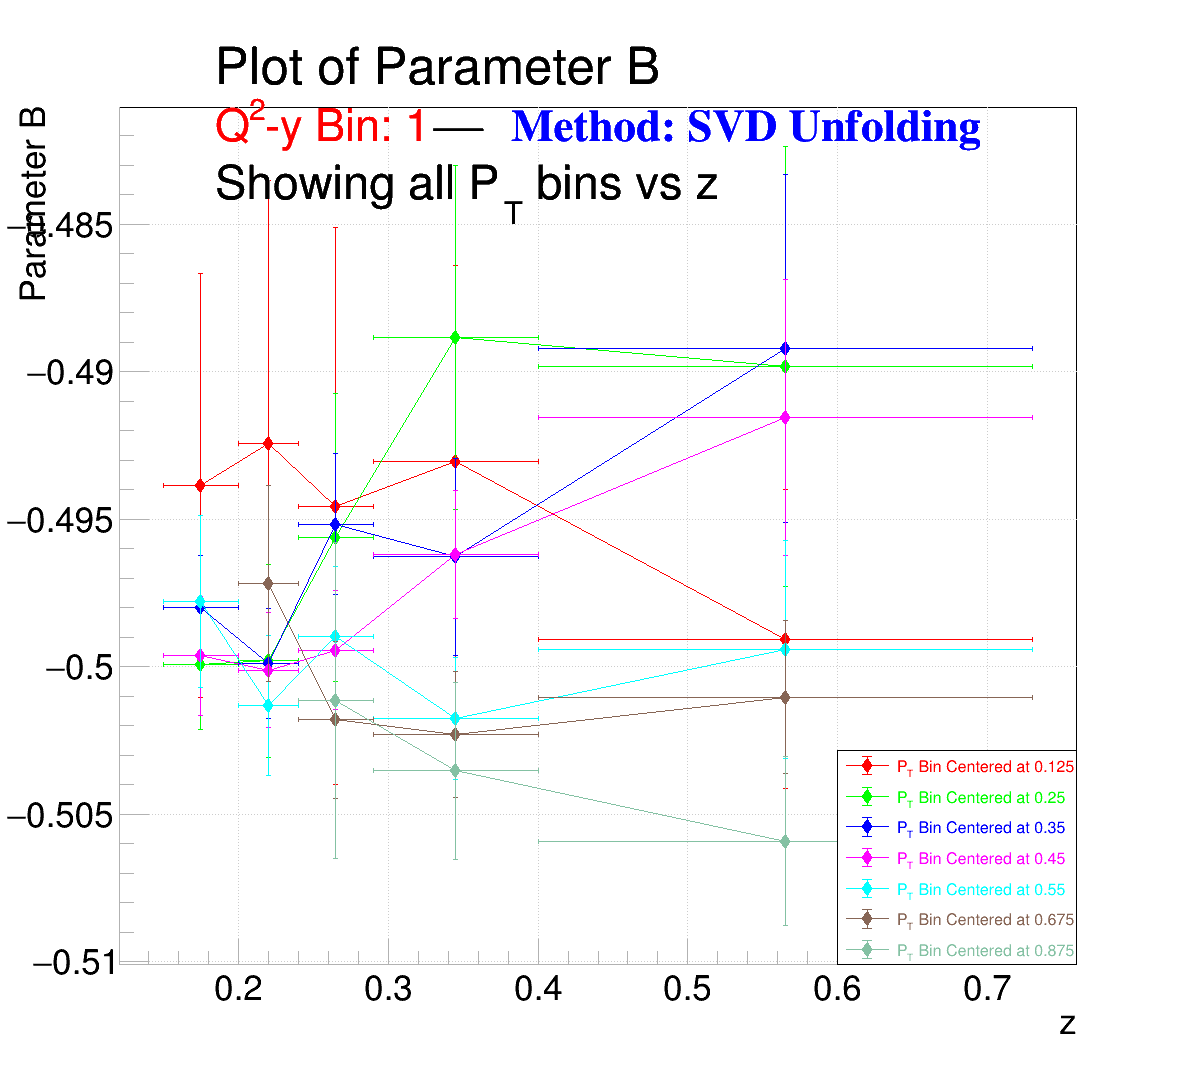 Plot of Parameter B
Q²-y Bin: 1 — Method: SVD Unfolding
Showing all P_T bins vs z
Parameter B
−0.485
−0.49
−0.495
−0.5
−0.505
−0.51
0.2 0.3 0.4 0.5 0.6 0.7
z
P_T Bin Centered at 0.125
P_T Bin Centered at 0.25
P_T Bin Centered at 0.35
P_T Bin Centered at 0.45
P_T Bin Centered at 0.55
P_T Bin Centered at 0.675
P_T Bin Centered at 0.875